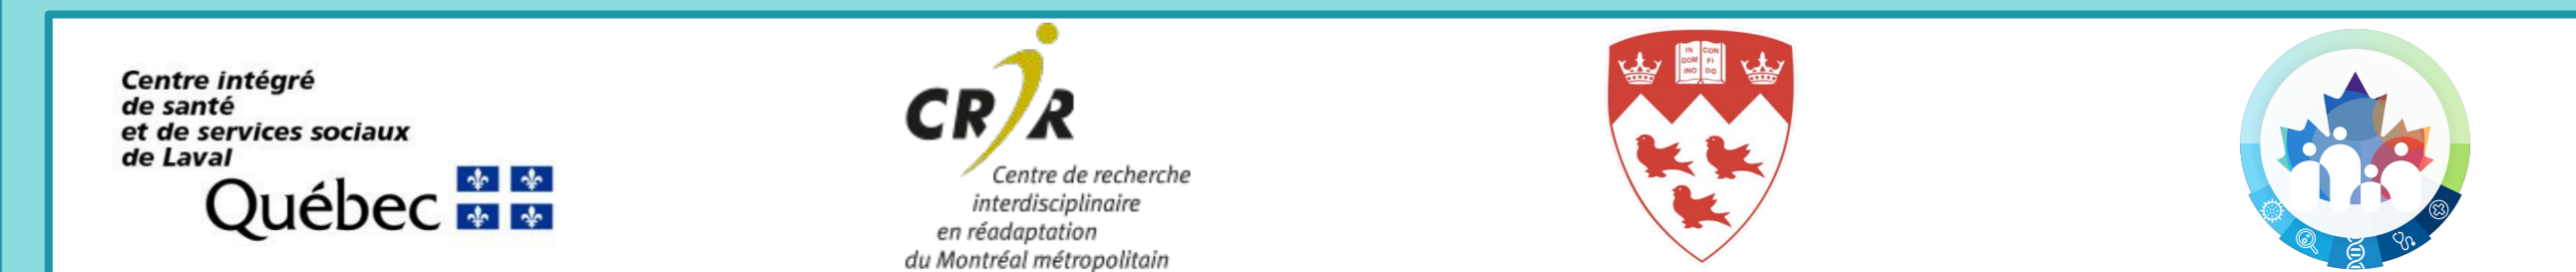 Centre intégré
de santé
et de services sociaux
de Laval
Québec
CRIR
Centre de recherche
interdisciplinaire
en réadaptation
du Montréal métropolitain
IN CON
DOM FI
INO DO